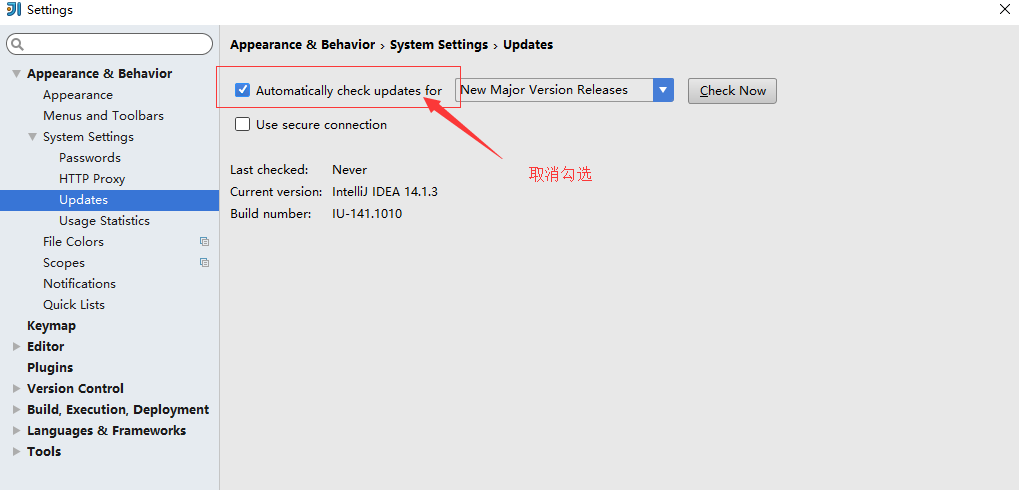 Settings
Appearance & Behavior
Appearance
Menus and Toolbars
System Settings
Passwords
HTTP Proxy
Updates
Usage Statistics
File Colors
Scopes
Notifications
Quick Lists
Keymap
Editor
Plugins
Version Control
Build, Execution, Deployment
Languages & Frameworks
Tools
Appearance & Behavior › System Settings › Updates
Automatically check updates for New Major Version Releases Check Now
Use secure connection
取消勾选
Last checked: Never
Current version: IntelliJ IDEA 14.1.3
Build number: IU-141.1010